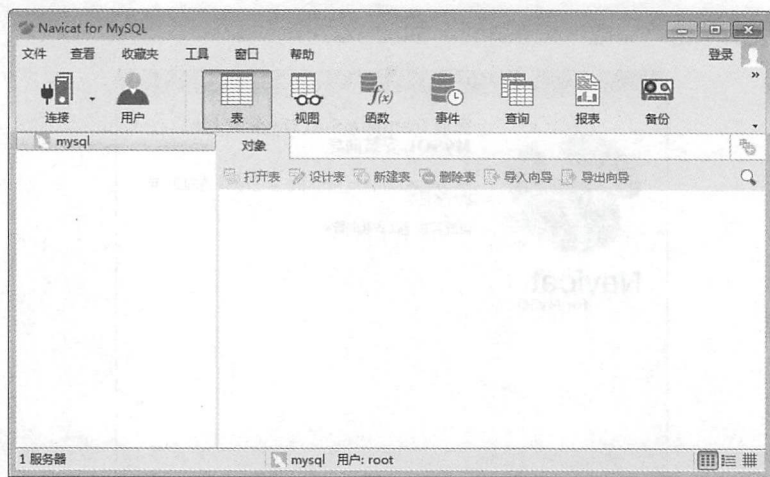 Navicat for MySQL
文件 查看 收藏夹 工具 窗口 帮助 登录
连接 用户 表 视图 f(x) 函数 事件 查询 报表 备份
mysql 对象
打开表 设计表 新建表 删除表 导入向导 导出向导
1 服务器 mysql 用户: root